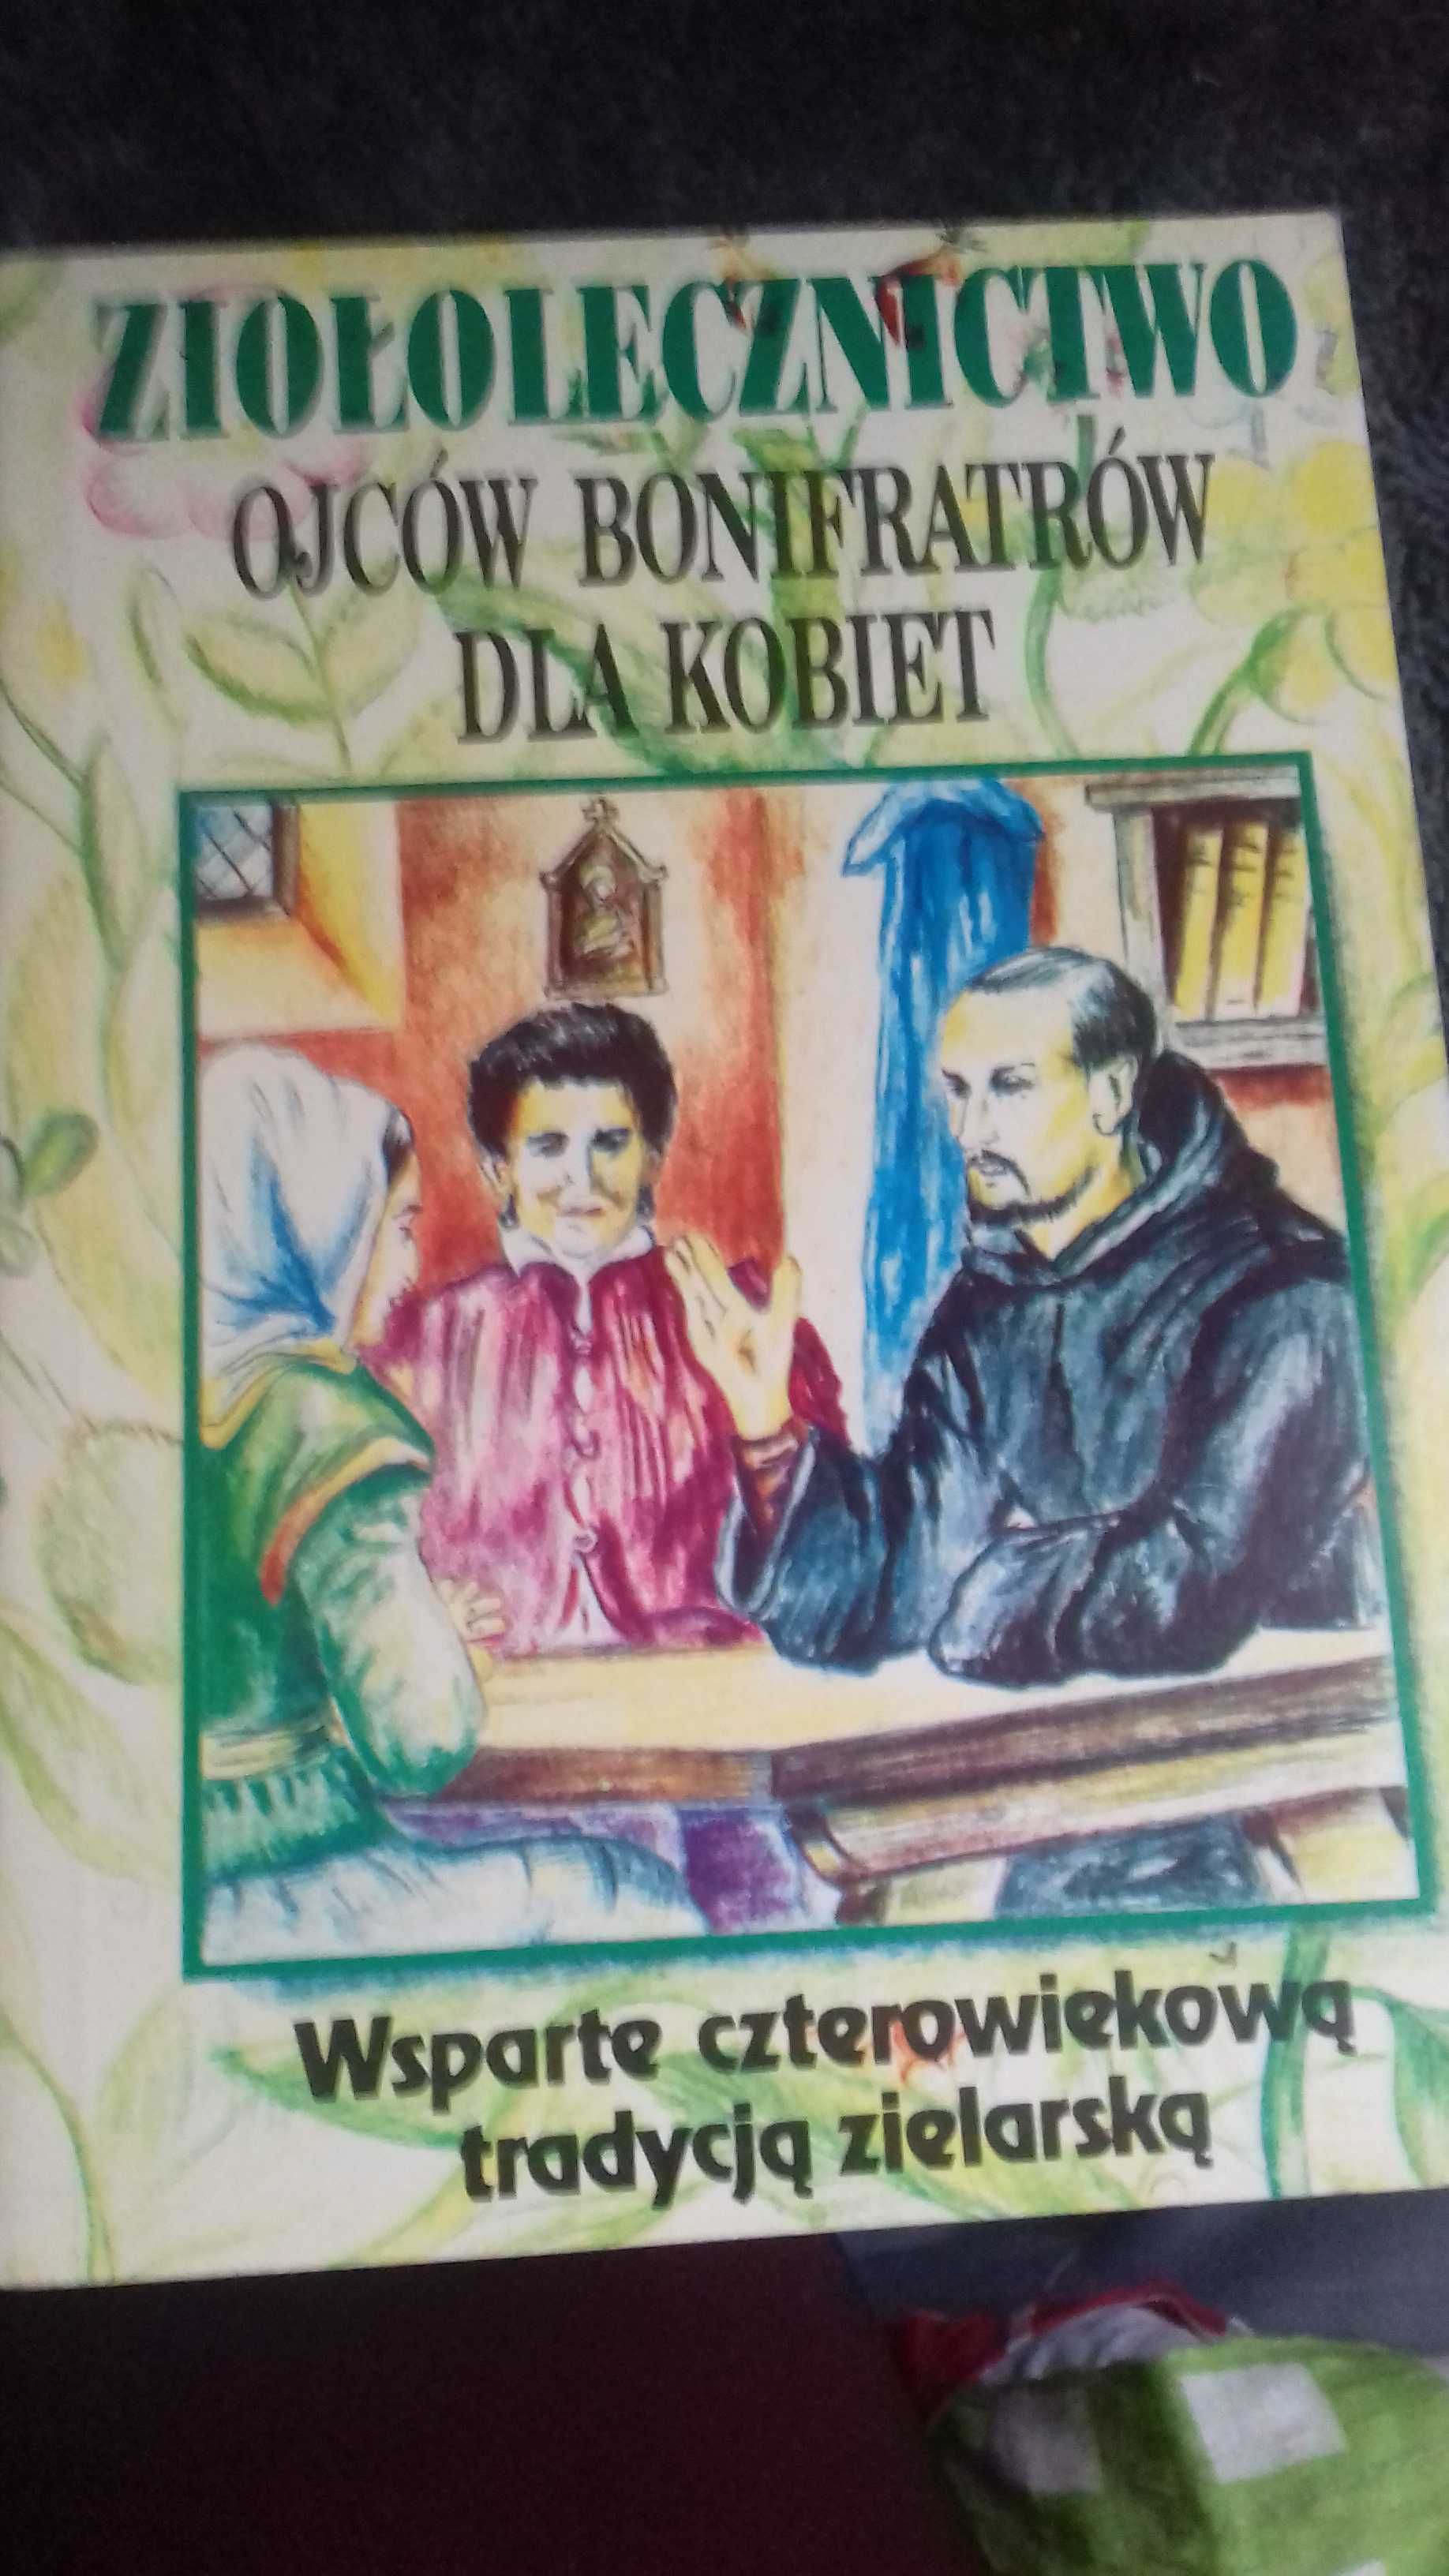 ZIOŁOLECZNICTWO
OJCÓW BONIFRATRÓW
DLA KOBIET
Wsparte czterowiekową
tradycją zielarską